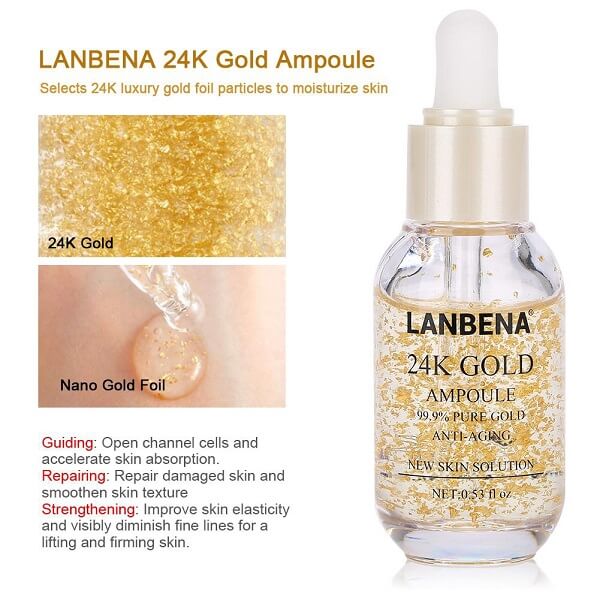 LANBENA 24K Gold Ampoule
Selects 24K luxury gold foil particles to moisturize skin
24K Gold
Nano Gold Foil
Guiding: Open channel cells and
accelerate skin absorption.
Repairing: Repair damaged skin and
smoothen skin texture
Strengthening: Improve skin elasticity
and visibly diminish fine lines for a
lifting and firming skin.
LANBENA®
24K GOLD
AMPOULE
99.9% PURE GOLD
ANTI-AGING
NEW SKIN SOLUTION
NET:0.53 fl oz